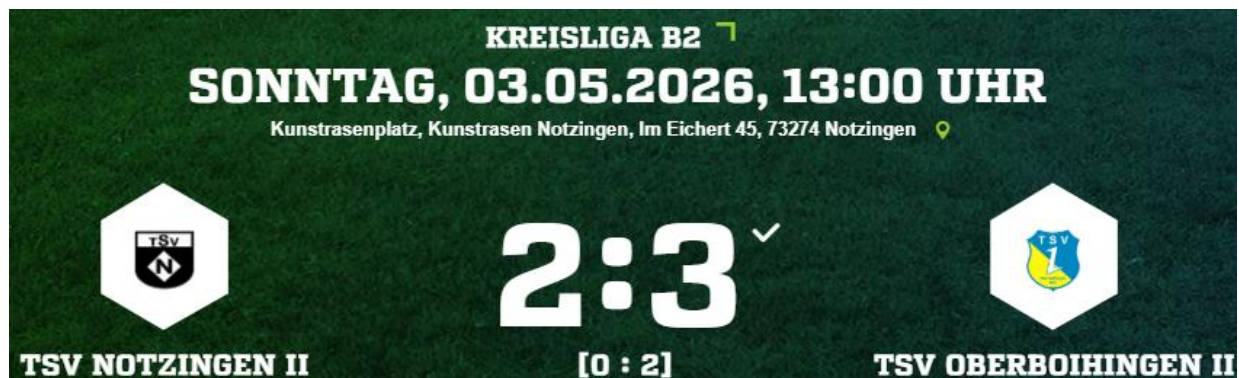 KREISLIGA B2
SONNTAG, 03.05.2026, 13:00 UHR
Kunstrasenplatz, Kunstrasen Notzingen, Im Eichert 45, 73274 Notzingen
TSV
N
2:3
TSV
TSV NOTZINGEN II
[0 : 2]
TSV OBERBOIHINGEN II